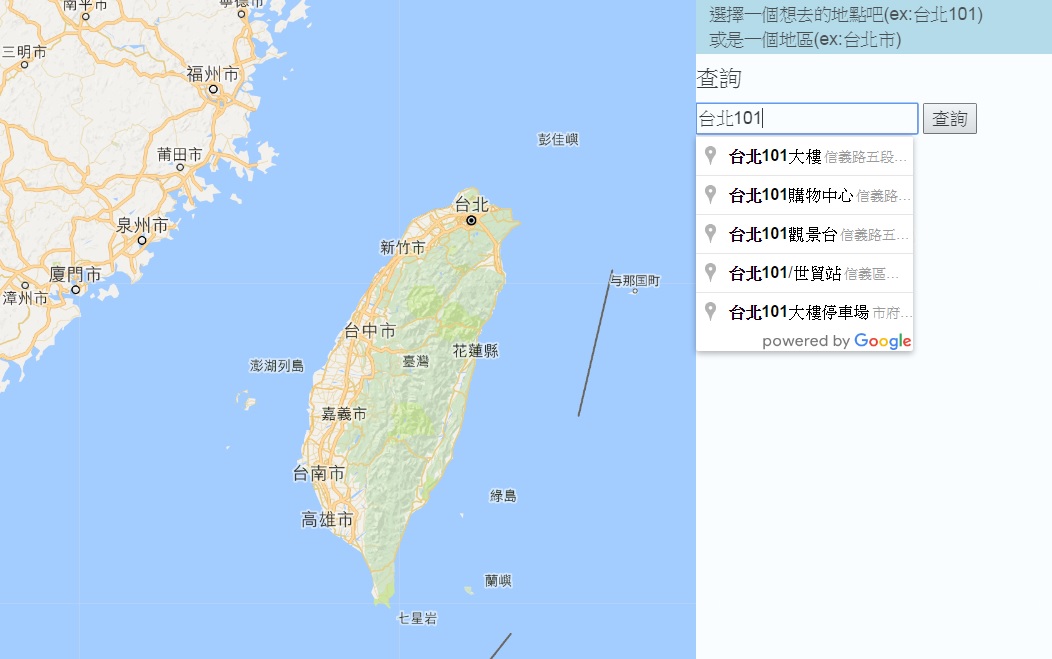 南平市
寧德市
三明市
福州市
莆田市
泉州市
廈門市
漳州市
彭佳嶼
台北
新竹市
与那国町
台中市
花蓮縣
臺灣
澎湖列島
嘉義市
台南市
綠島
高雄市
蘭嶼
七星岩
選擇一個想去的地點吧(ex:台北101)
或是一個地區(ex:台北市)
查詢
台北101 查詢
台北101大樓 信義路五段...
台北101購物中心 信義路...
台北101觀景台 信義路五...
台北101/世貿站 信義區...
台北101大樓停車場 市府...
powered by Google